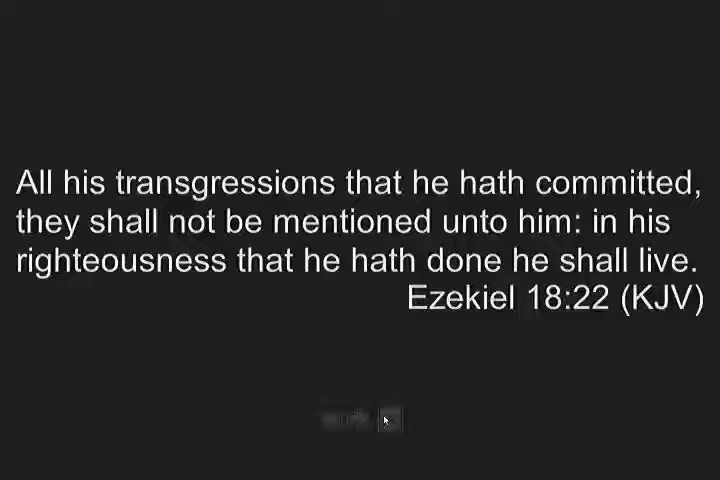 All his transgressions that he hath committed,
they shall not be mentioned unto him: in his
righteousness that he hath done he shall live.
Ezekiel 18:22 (KJV)